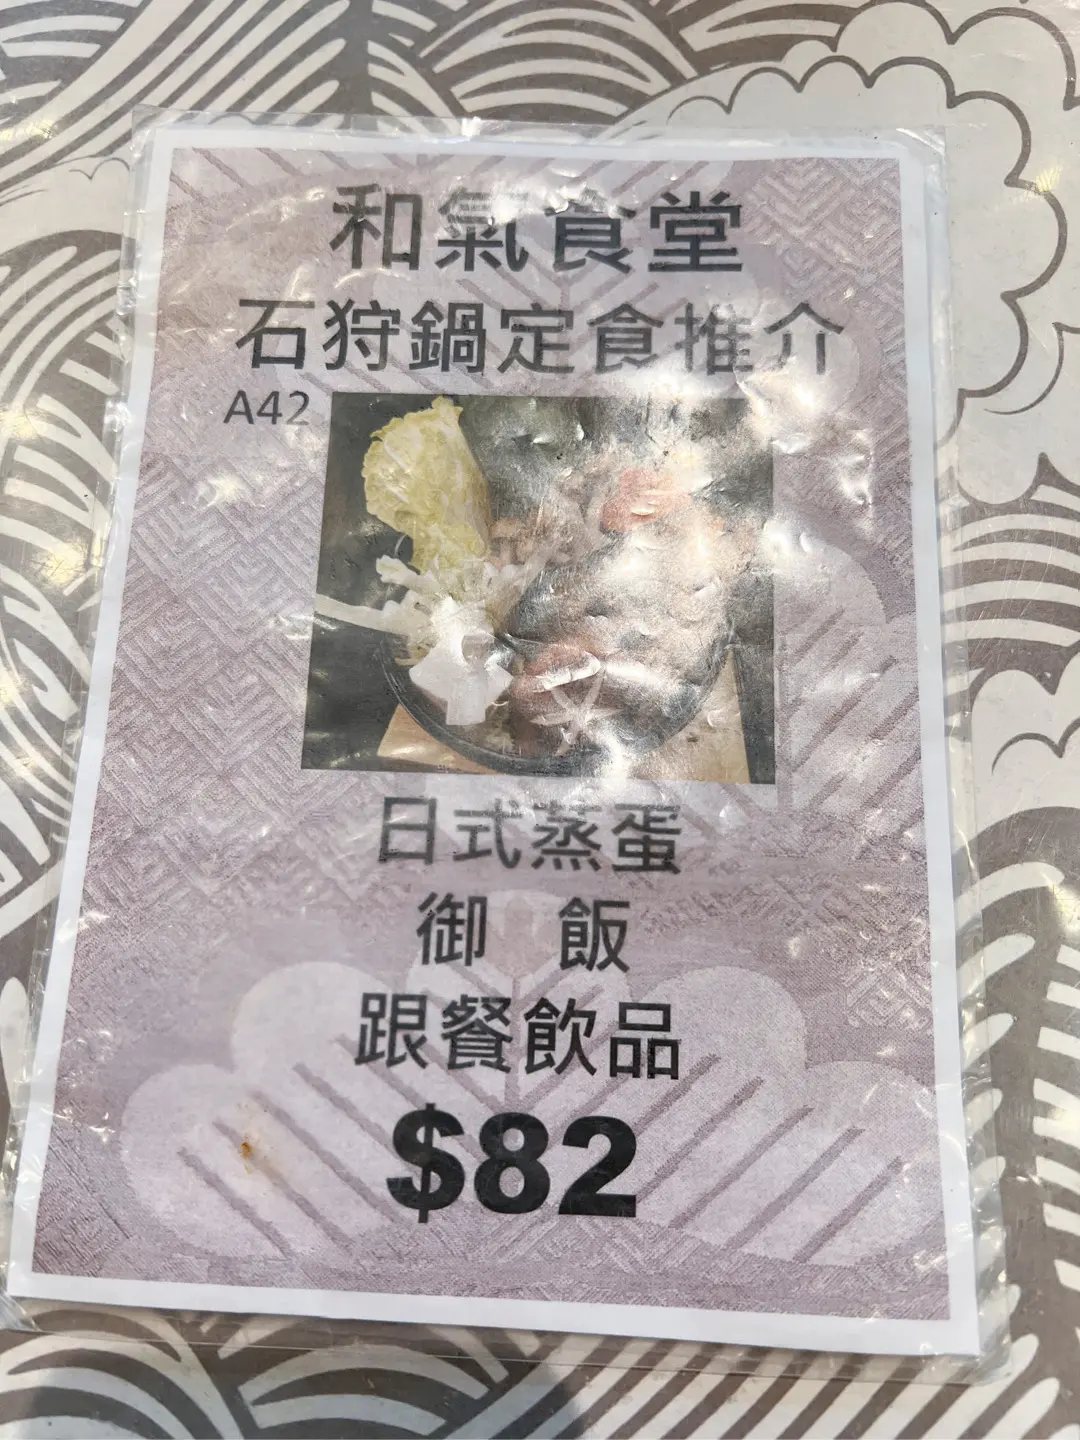 和氣食堂
石狩鍋定食推介
A42
日式蒸蛋
御 飯
跟餐飲品
$82